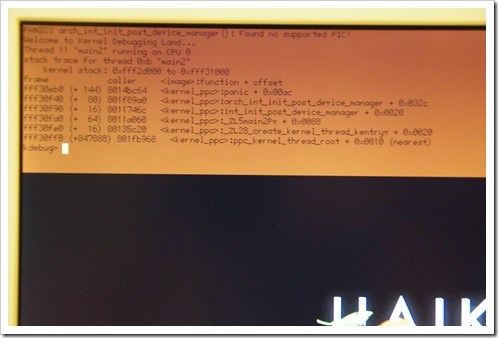 PANIC: arch_int_init_post_device_manager(): Found no supported PIC!
Welcome to Kernel Debugging Land...
Thread 11 "main2" running on CPU 0
stack trace for thread 0xb "main2"
kernel stack: 0xfff2d000 to 0xfff31000
frame caller <image>:function + offset
fff30eb0 (+ 144) 8014bc64 <kernel_ppc>:panic + 0x00ac
fff30f40 (+ 80) 801f89a0 <kernel_ppc>:arch_int_init_post_device_manager + 0x032c
fff30f90 (+ 16) 8011746c <kernel_ppc>:int_init_post_device_manager + 0x0020
fff30fa0 (+ 64) 8011a060 <kernel_ppc>:_ZL5main2Pv + 0x0088
fff30fe0 (+ 16) 80135c20 <kernel_ppc>:_ZL20_create_kernel_thread_kentryv + 0x0020
fff30ff0 (+847888) 801fb968 <kernel_ppc>:ppc_kernel_thread_root + 0x0010 (nearest)
kdebug>
HAIK